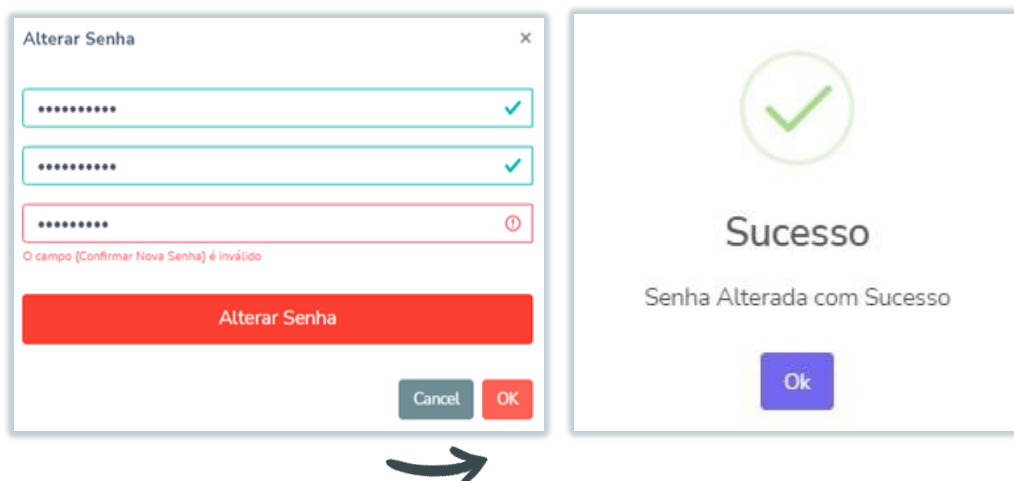 Alterar Senha
••••••••••
••••••••••
•••••••••
O campo {Confirmar Nova Senha} é inválido
Alterar Senha
Cancel
OK
Sucesso
Senha Alterada com Sucesso
Ok